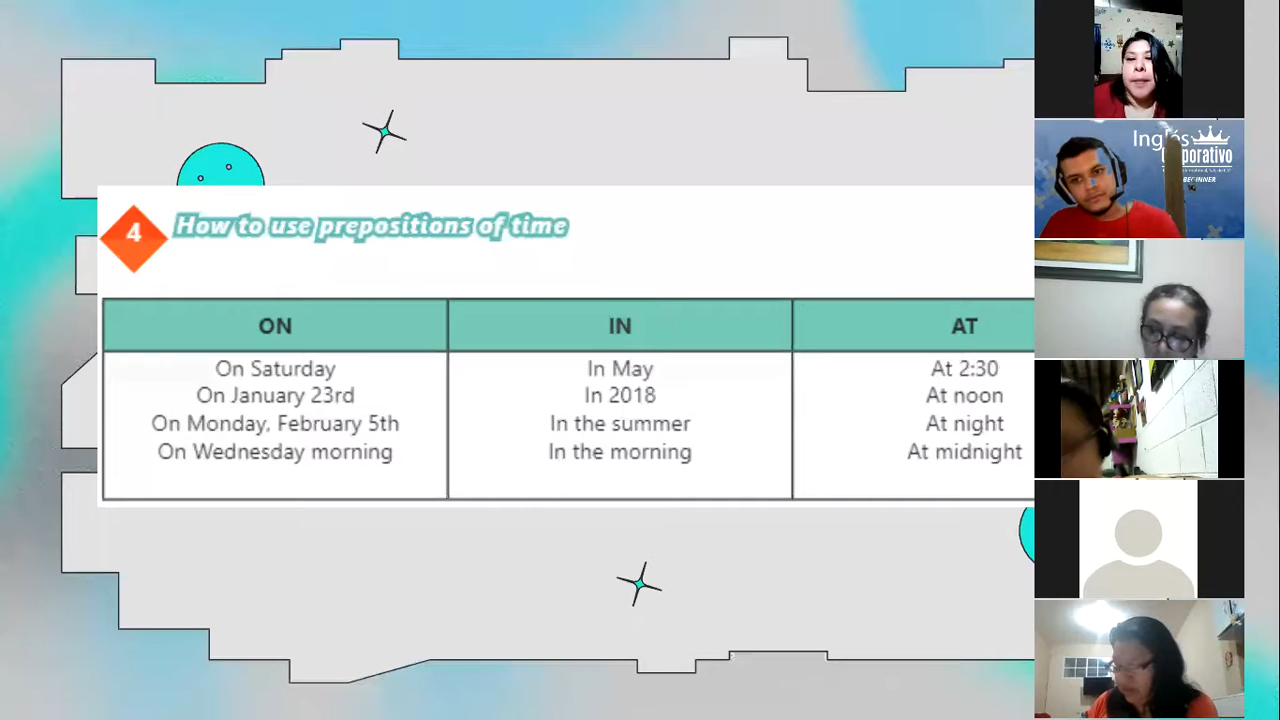 4
How to use prepositions of time
ON
IN
AT
On Saturday
In May
At 2:30
On January 23rd
In 2018
At noon
On Monday, February 5th
In the summer
At night
On Wednesday morning
In the morning
At midnight
Inglés